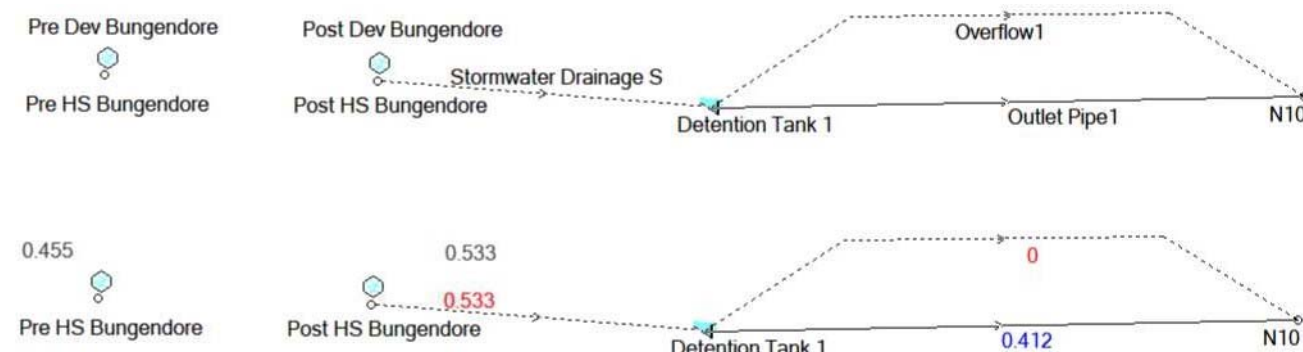 Pre Dev Bungendore
Post Dev Bungendore
Overflow1
Stormwater Drainage S
Pre HS Bungendore
Post HS Bungendore
Detention Tank 1
Outlet Pipe1
N10
0.455
0.533
0
0.533
Pre HS Bungendore
Post HS Bungendore
Detention Tank 1
0.412
N10